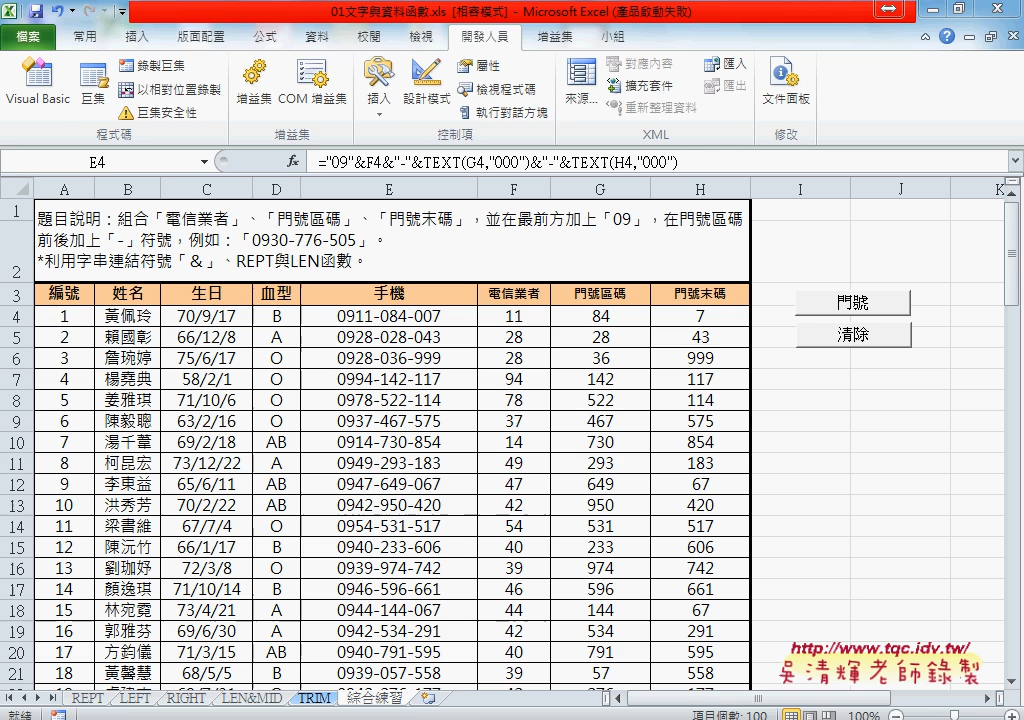 01文字與資料函數.xls [相容模式] - Microsoft Excel (產品啟動失敗)
檔案 常用 插入 版面配置 公式 資料 校閱 檢視 開發人員 增益集 小組
Visual Basic 巨集 錄製巨集 以相對位置錄製 巨集安全性 程式碼
增益集 COM 增益集 增益集
插入 設計模式 屬性 檢視程式碼 執行對話方塊 控制項
來源... 對應內容 擴充套件 重新整理資料 匯入 匯出 XML
文件面板 修改
E4 fx ="09"&F4&"-"&TEXT(G4,"000")&"-"&TEXT(H4,"000")
A B C D E F G H I J K
1 題目說明：組合「電信業者」、「門號區碼」、「門號末碼」，並在最前方加上「09」，在門號區碼
前後加上「-」符號，例如：「0930-776-505」。
2 *利用字串連結符號「&」、REPT與LEN函數。
3 編號 姓名 生日 血型 手機 電信業者 門號區碼 門號末碼
4 1 黃佩玲 70/9/17 B 0911-084-007 11 84 7
5 2 賴國彰 66/12/8 A 0928-028-043 28 28 43
6 3 詹琬婷 75/6/17 O 0928-036-999 28 36 999
7 4 楊堯典 58/2/1 O 0994-142-117 94 142 117
8 5 姜雅琪 71/10/6 O 0978-522-114 78 522 114
9 6 陳毅聰 63/2/16 O 0937-467-575 37 467 575
10 7 湯千葦 69/2/18 AB 0914-730-854 14 730 854
11 8 柯昆宏 73/12/22 A 0949-293-183 49 293 183
12 9 李東益 65/6/11 AB 0947-649-067 47 649 67
13 10 洪秀芳 70/2/22 AB 0942-950-420 42 950 420
14 11 梁書維 67/7/4 O 0954-531-517 54 531 517
15 12 陳沅竹 66/1/17 B 0940-233-606 40 233 606
16 13 劉珈妤 72/3/8 O 0939-974-742 39 974 742
17 14 顏逸琪 71/10/14 B 0946-596-661 46 596 661
18 15 林宛霓 73/4/21 A 0944-144-067 44 144 67
19 16 郭雅芬 69/6/30 A 0942-534-291 42 534 291
20 17 方鈞儀 71/3/15 AB 0940-791-595 40 791 595
21 18 黃馨慧 68/5/5 B 0939-057-558 39 57 558
門號
清除
http://www.tqc.idv.tw/
吳清輝老師錄製
REPT LEFT RIGHT LEN&MID TRIM 綜合練習
就緒 項目個數: 100 100%